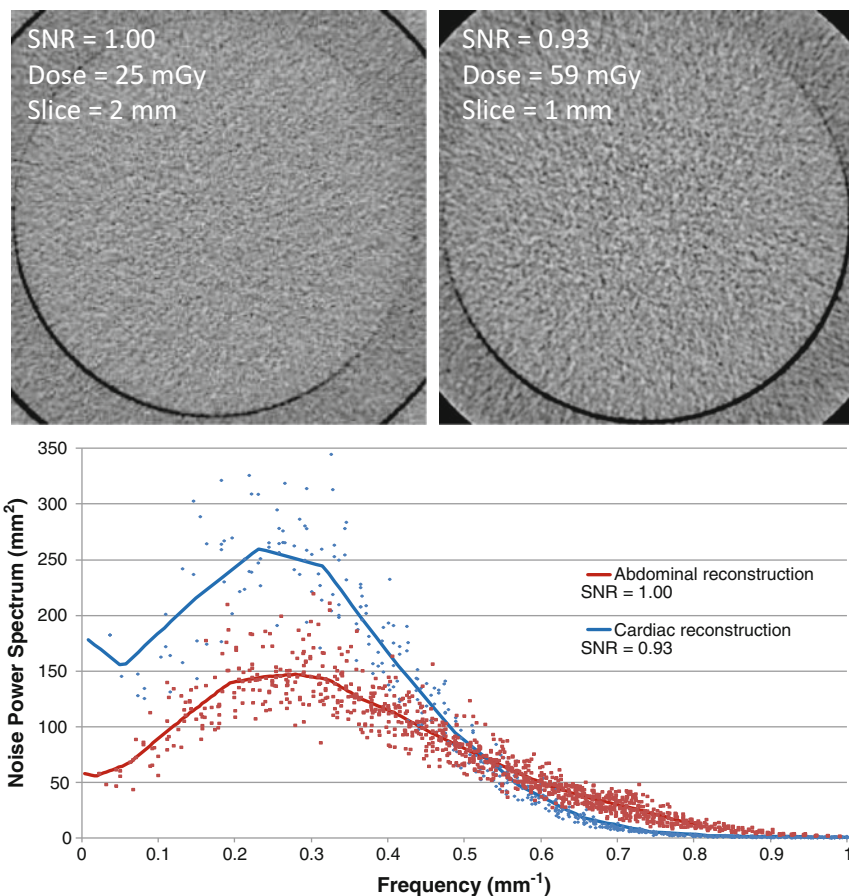 SNR = 1.00
Dose = 25 mGy
Slice = 2 mm
SNR = 0.93
Dose = 59 mGy
Slice = 1 mm
Noise Power Spectrum (mm²)
350
300
250
200
150
100
50
0
Abdominal reconstruction
SNR = 1.00
Cardiac reconstruction
SNR = 0.93
0 0.1 0.2 0.3 0.4 0.5 0.6 0.7 0.8 0.9 1
Frequency (mm⁻¹)